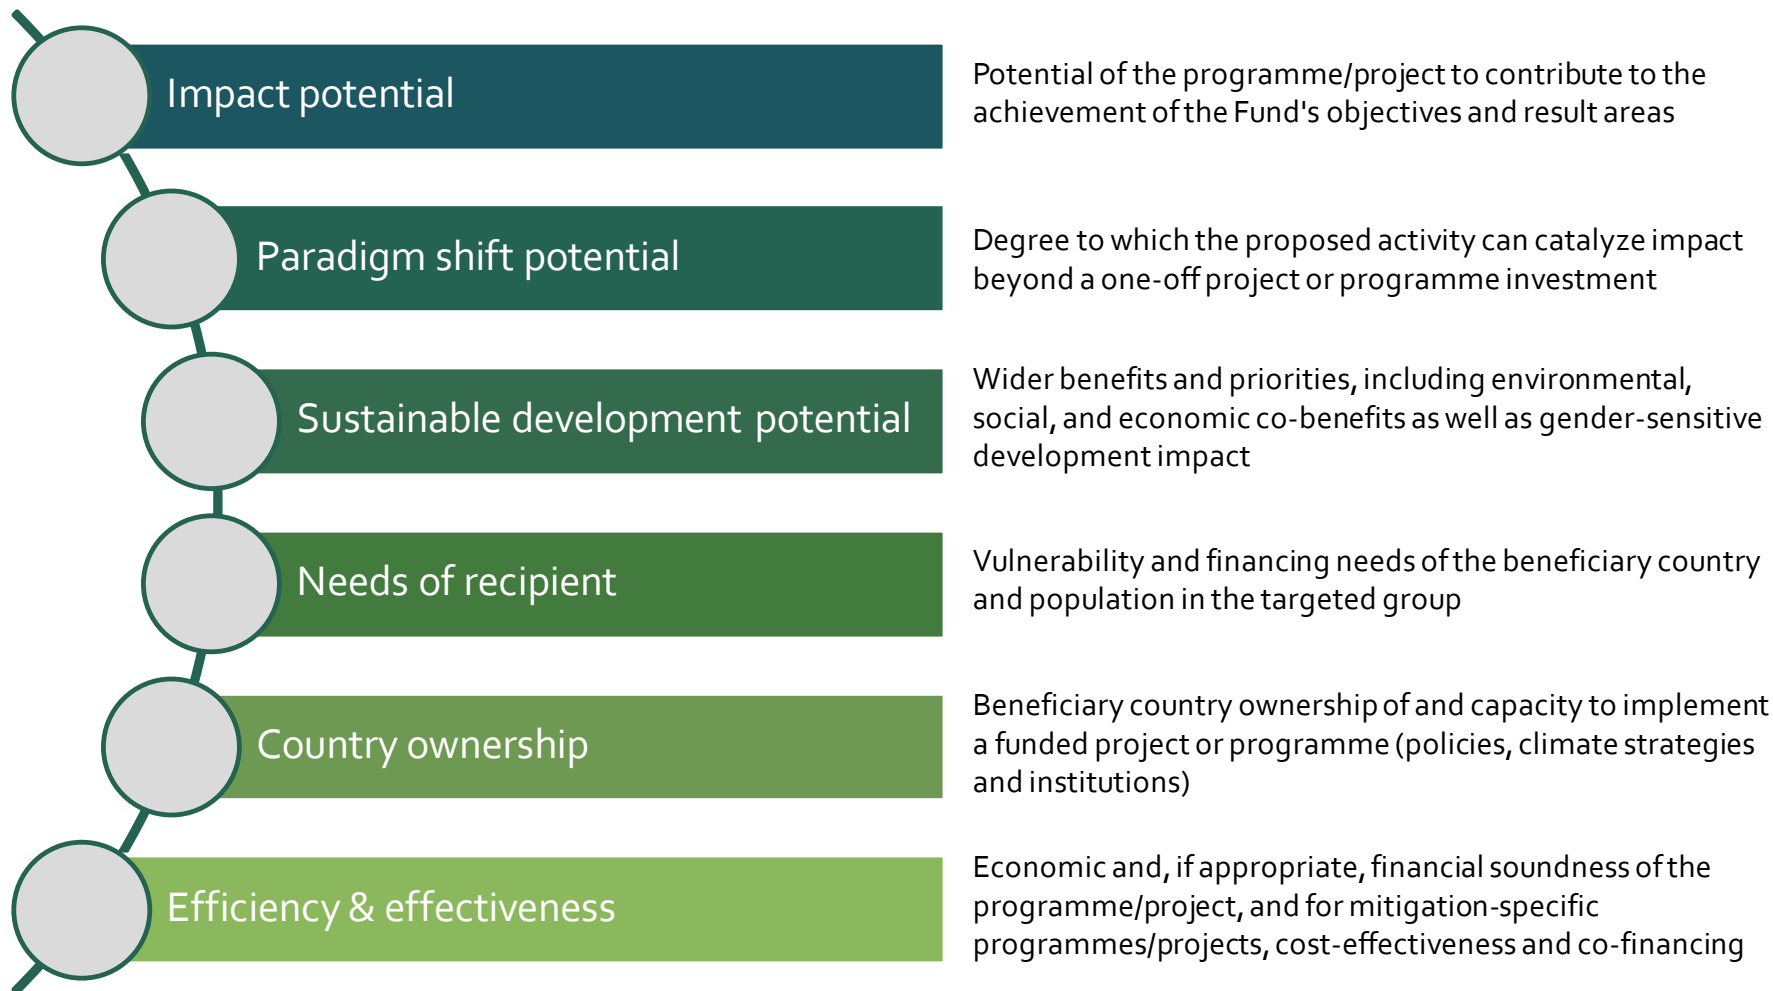 Impact potential
Potential of the programme/project to contribute to the
achievement of the Fund's objectives and result areas
Paradigm shift potential
Degree to which the proposed activity can catalyze impact
beyond a one-off project or programme investment
Sustainable development potential
Wider benefits and priorities, including environmental,
social, and economic co-benefits as well as gender-sensitive
development impact
Needs of recipient
Vulnerability and financing needs of the beneficiary country
and population in the targeted group
Country ownership
Beneficiary country ownership of and capacity to implement
a funded project or programme (policies, climate strategies
and institutions)
Efficiency & effectiveness
Economic and, if appropriate, financial soundness of the
programme/project, and for mitigation-specific
programmes/projects, cost-effectiveness and co-financing